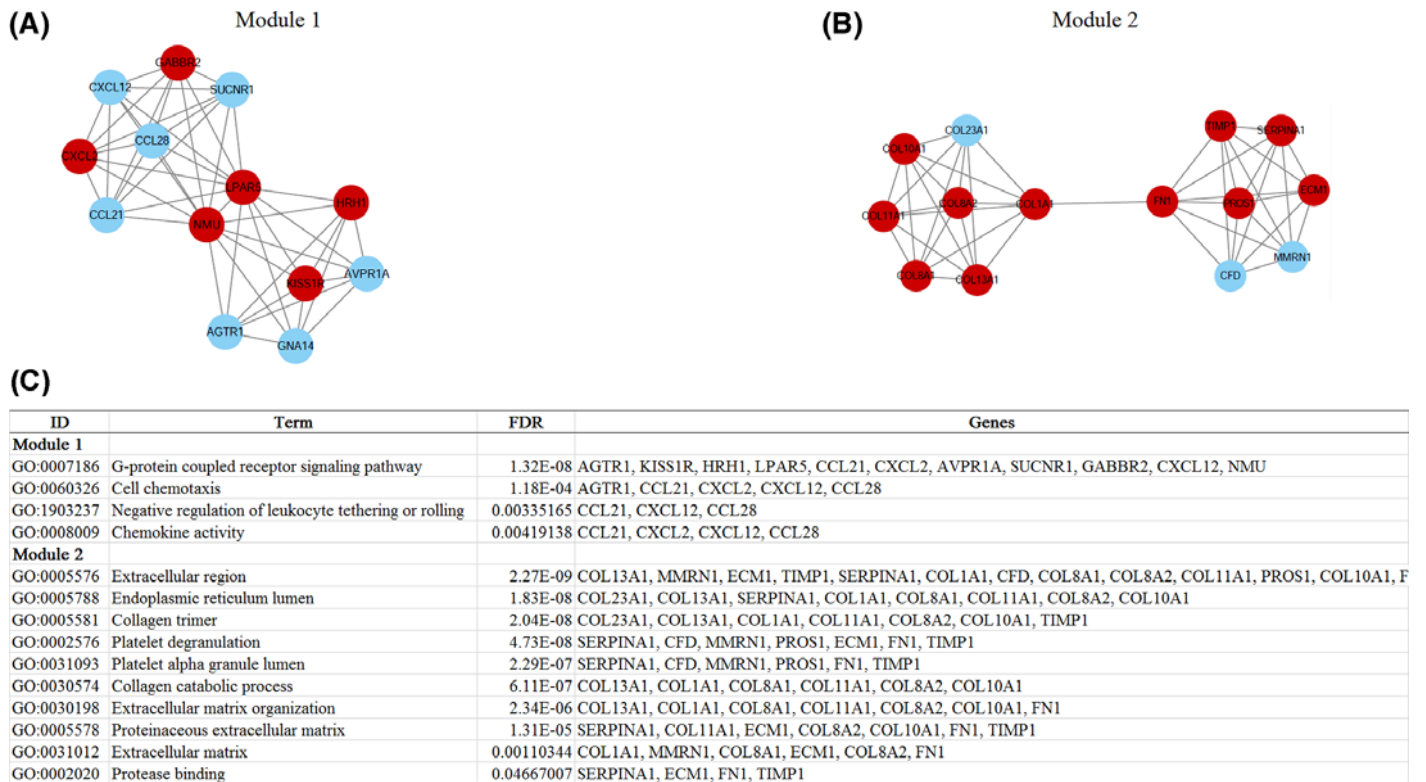 (A)
Module 1
GABBR2
CXCL12
SUCNR1
CCL28
CXCL2
LPAR5
HRH1
CCL21
NMU
AVPR1A
KISS1R
AGTR1
GNA14
(B)
Module 2
COL23A1
COL10A1
COL8A2
COL11A1
COL1A1
COL8A1
COL13A1
TIMP1
SERPINA1
ECM1
FN1
PROS1
MMRN1
CFD
(C)
ID Term FDR Genes
Module 1
GO:0007186 G-protein coupled receptor signaling pathway 1.32E-08 AGTR1, KISS1R, HRH1, LPAR5, CCL21, CXCL2, AVPR1A, SUCNR1, GABBR2, CXCL12, NMU
GO:0060326 Cell chemotaxis 1.18E-04 AGTR1, CCL21, CXCL2, CXCL12, CCL28
GO:1903237 Negative regulation of leukocyte tethering or rolling 0.00335165 CCL21, CXCL12, CCL28
GO:0008009 Chemokine activity 0.00419138 CCL21, CXCL2, CXCL12, CCL28
Module 2
GO:0005576 Extracellular region 2.27E-09 COL13A1, MMRN1, ECM1, TIMP1, SERPINA1, COL1A1, CFD, COL8A1, COL8A2, COL11A1, PROS1, COL10A1, F
GO:0005788 Endoplasmic reticulum lumen 1.83E-08 COL23A1, COL13A1, SERPINA1, COL1A1, COL8A1, COL11A1, COL8A2, COL10A1
GO:0005581 Collagen trimer 2.04E-08 COL23A1, COL13A1, COL1A1, COL11A1, COL8A2, COL10A1, TIMP1
GO:0002576 Platelet degranulation 4.73E-08 SERPINA1, CFD, MMRN1, PROS1, ECM1, FN1, TIMP1
GO:0031093 Platelet alpha granule lumen 2.29E-07 SERPINA1, CFD, MMRN1, PROS1, FN1, TIMP1
GO:0030574 Collagen catabolic process 6.11E-07 COL13A1, COL1A1, COL8A1, COL11A1, COL8A2, COL10A1
GO:0030198 Extracellular matrix organization 2.34E-06 COL13A1, COL1A1, COL8A1, COL11A1, COL8A2, COL10A1, FN1
GO:0005578 Proteinaceous extracellular matrix 1.31E-05 SERPINA1, COL11A1, ECM1, COL8A2, COL10A1, FN1, TIMP1
GO:0031012 Extracellular matrix 0.00110344 COL1A1, MMRN1, COL8A1, ECM1, COL8A2, FN1
GO:0002020 Protease binding 0.04667007 SERPINA1, ECM1, FN1, TIMP1